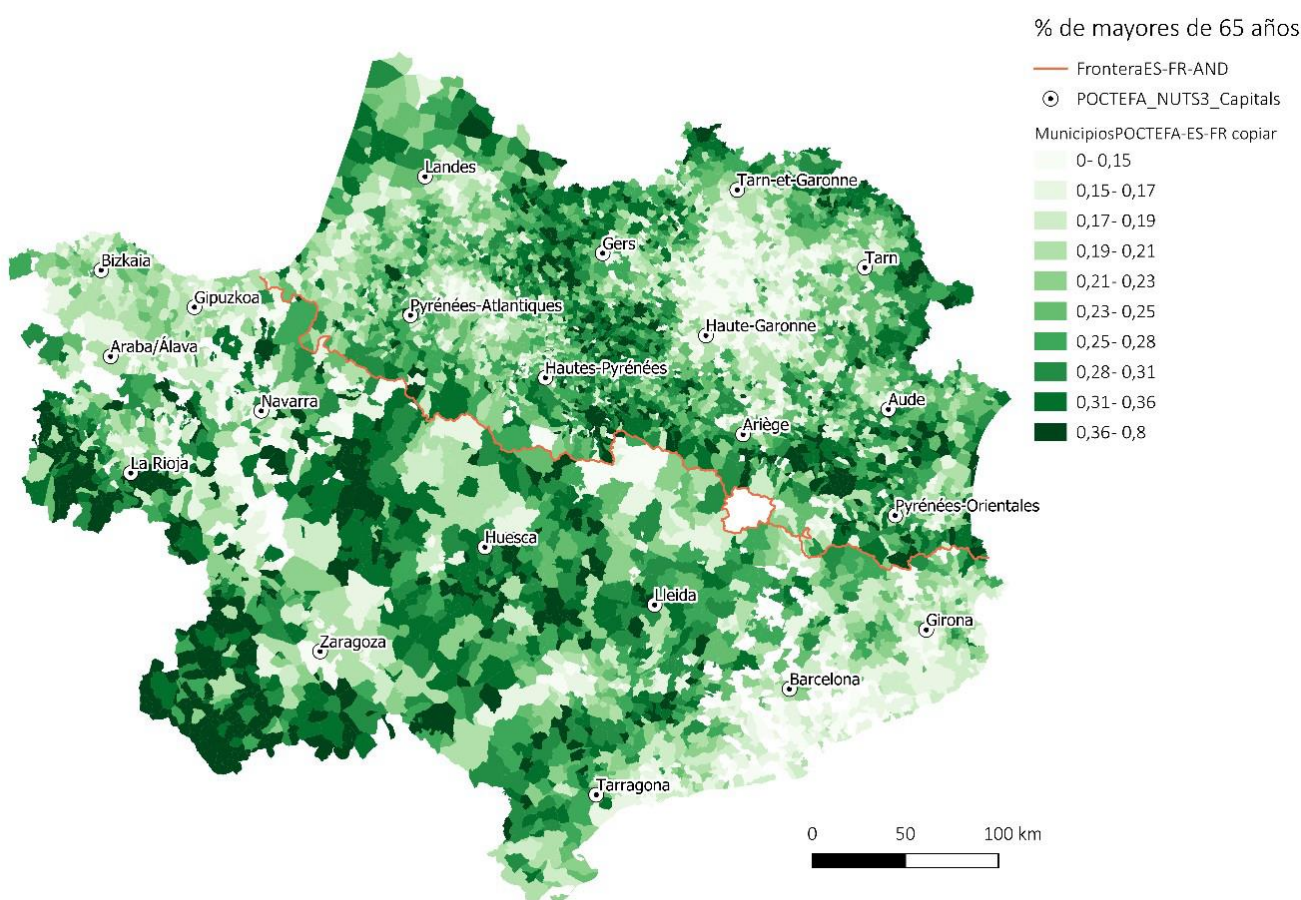 % de mayores de 65 años
FronteraES-FR-AND
POCTEFA_NUTS3_Capitals
MunicipiosPOCTEFA-ES-FR copiar
0- 0,15
0,15- 0,17
0,17- 0,19
0,19- 0,21
0,21- 0,23
0,23- 0,25
0,25- 0,28
0,28- 0,31
0,31- 0,36
0,36- 0,8
Landes
Tarn-et-Garonne
Gers
Tarn
Bizkaia
Gipuzkoa
Pyrénées-Atlantiques
Haute-Garonne
Araba/Álava
Hautes-Pyrénées
Navarra
Aude
Ariège
La Rioja
Pyrénées-Orientales
Huesca
Lleida
Girona
Zaragoza
Barcelona
Tarragona
0 50 100 km